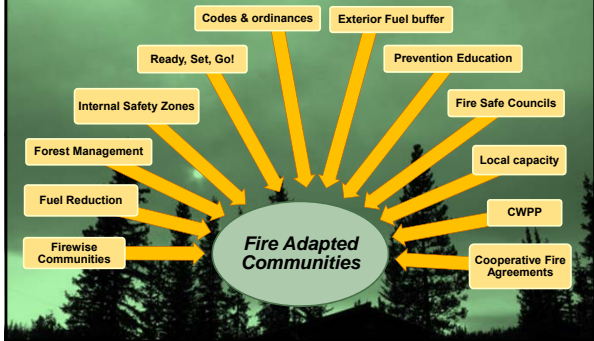 Codes & ordinances
Exterior Fuel buffer
Ready, Set, Go!
Prevention Education
Internal Safety Zones
Fire Safe Councils
Forest Management
Local capacity
Fuel Reduction
CWPP
Firewise
Communities
Fire Adapted
Communities
Cooperative Fire
Agreements